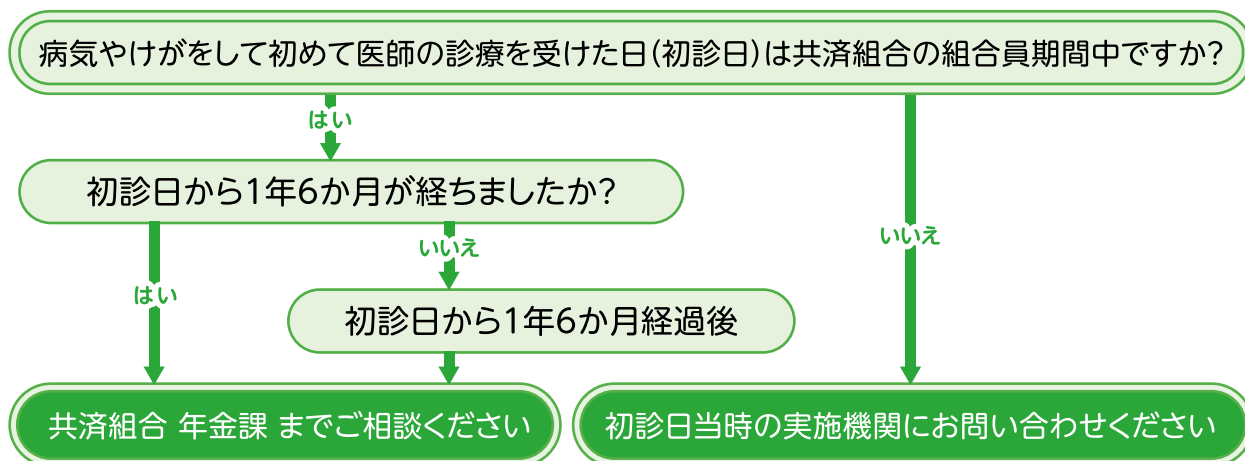 病気やけがをして初めて医師の診療を受けた日(初診日)は共済組合の組合員期間中ですか?
はい
初診日から1年6か月が経ちましたか?
いいえ
いいえ
はい
初診日から1年6か月経過後
共済組合 年金課 までご相談ください
初診日当時の実施機関にお問い合わせください